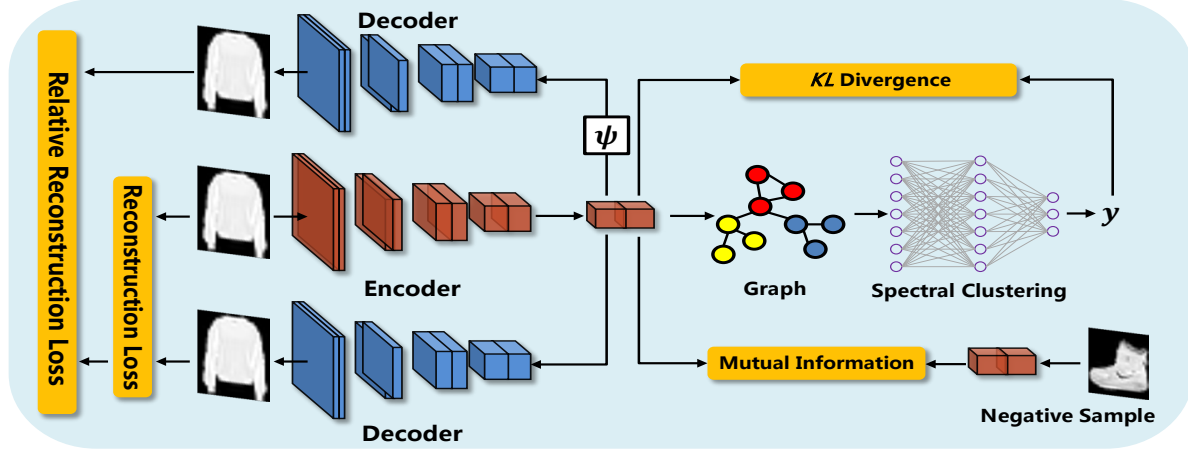 Decoder
KL Divergence
Relative Reconstruction Loss
ψ
Reconstruction Loss
y
Encoder
Graph
Spectral Clustering
Mutual Information
Decoder
Negative Sample